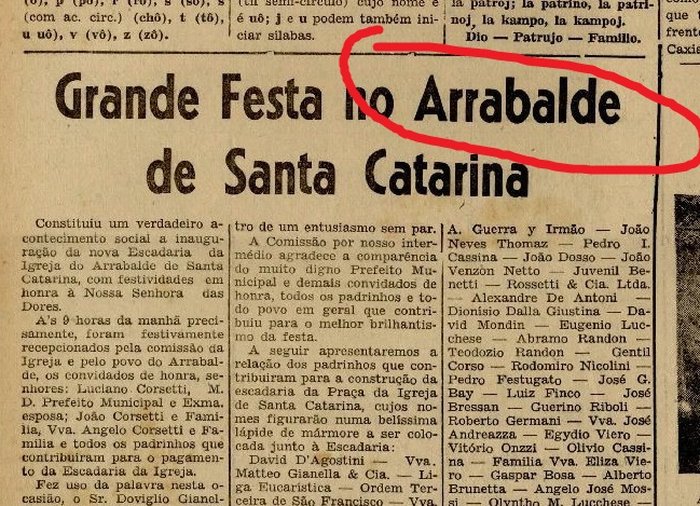 (com ac. circ.) (chô), t (tô),
u uô), v (vô), z (zô).
(til semi-círculo) cujo nome é
é uô; j e u podem também ini-
ciar sílabas.
la patroj; la patrino, la patri-
noj, la kampo, la kampoj.
Dio — Patrujo — Familio.
frente
Caxia
Grande Festa no Arrabalde
de Santa Catarina
Constituiu um verdadeiro a-
contecimento social a inaugu-
ração da nova Escadaria da
Igreja do Arrabalde de Santa
Catarina, com festividades em
honra à Nossa Senhora das
Dores.
A's 9 horas da manhã preci-
samente, foram festivamente
recepcionados pela comissão da
Igreja e pelo povo do Arrabal-
de, os convidados de honra, se-
nhores: Luciano Corsetti, M.
D. Prefeito Municipal e Exma.
esposa; João Corsetti e Fami-
lia, Vva. Angelo Corsetti e Fa-
milia e todos os padrinhos que
contribuiram para o pagamento
da Escadaria da Igreja.
Fez uso da palavra nesta o-
casião, o Sr. Doviglio Gianel-
tro de um entusiasmo sem par.
A Comissão por nosso inter-
médio agradece a comparência
do muito digno Prefeito Mu-
nicipal e demais convidados de
honra, todos os padrinhos e to-
do povo em geral que contri-
buiu para o melhor brilhantis-
mo da festa.
A seguir apresentaremos a
relação dos padrinhos que con-
tribuiram para a construção da
escadaria da Praça da Igreja
de Santa Catarina, cujos no-
mes figurarão numa belíssima
lápide de mármore a ser colo-
cada junto à Escadaria:
David D'Agostini — Vva.
Matteo Gianella & Cia. — Li-
ga Eucarística — Ordem Ter-
ceira de São Francisco — Vva.
A. Guerra y Irmão — João
Neves Thomaz — Pedro I.
Cassina — João Dosso — João
Venzon Netto — Juvenil Be-
netti — Rossetti & Cia. Ltda.
— Alexandre De Antoni —
Dionísio Dalla Giustina — Da-
vid Mondin — Eugenio Luc-
chese — Abramo Randon —
Teodozio Randon — Gentil
Corso — Rodomiro Nicolini —
Pedro Festugato — José G.
Bay — Luiz Finco — José
Bressan — Guerino Riboli —
Roberto Germani — Vva. José
Andreazza — Egydio Viero —
Vitório Onzzi — Olivio Cassi-
na — Família Vva. Eliza Vie-
ro — Gaspar Bosa — Alberto
Brunetta — Angelo José Mos-
si — Olyntho M. Lucchese —